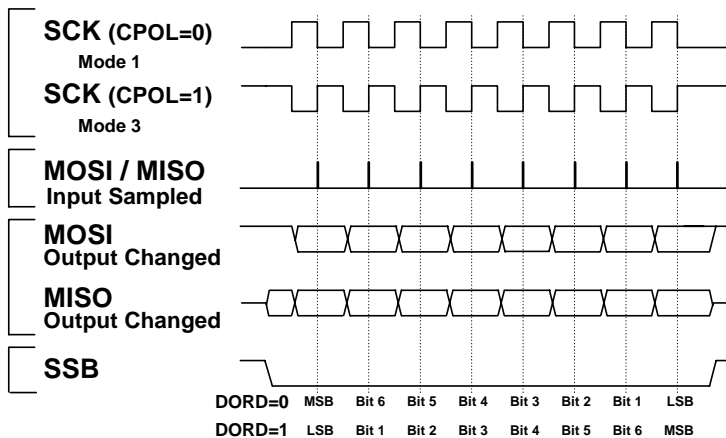 SCK (CPOL=0)
Mode 1
SCK (CPOL=1)
Mode 3
MOSI / MISO
Input Sampled
MOSI
Output Changed
MISO
Output Changed
SSB
DORD=0 MSB Bit 6 Bit 5 Bit 4 Bit 3 Bit 2 Bit 1 LSB
DORD=1 LSB Bit 1 Bit 2 Bit 3 Bit 4 Bit 5 Bit 6 MSB